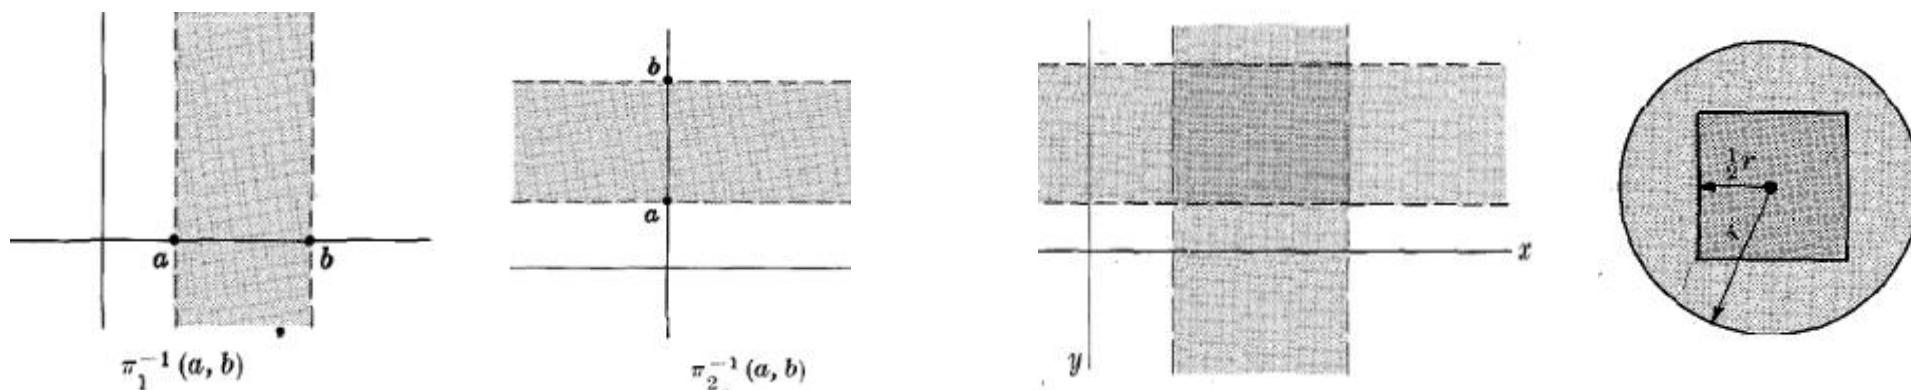 a
b
π₁⁻¹ (a, b)
b
a
π₂⁻¹ (a, b)
x
y
½r
r